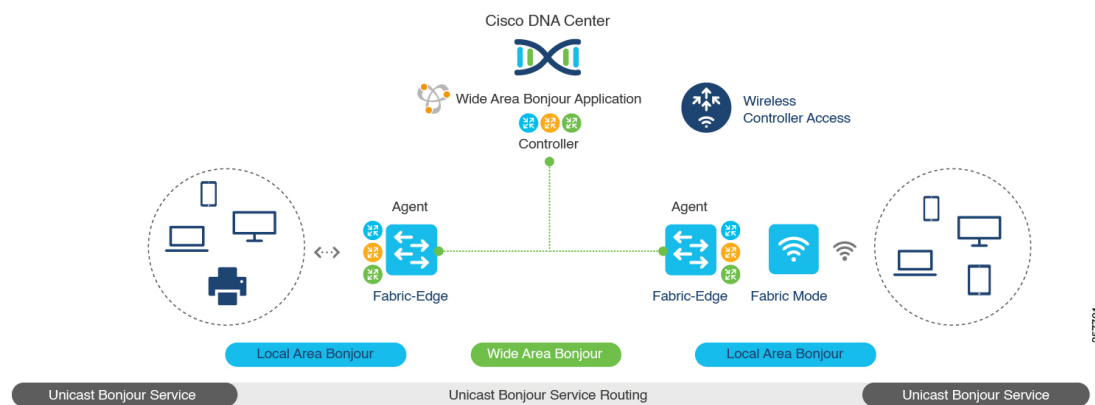 Cisco DNA Center
Wide Area Bonjour Application
Controller
Wireless
Controller Access
Agent
Agent
Fabric-Edge
Fabric-Edge
Fabric Mode
Local Area Bonjour
Wide Area Bonjour
Local Area Bonjour
Unicast Bonjour Service
Unicast Bonjour Service Routing
Unicast Bonjour Service